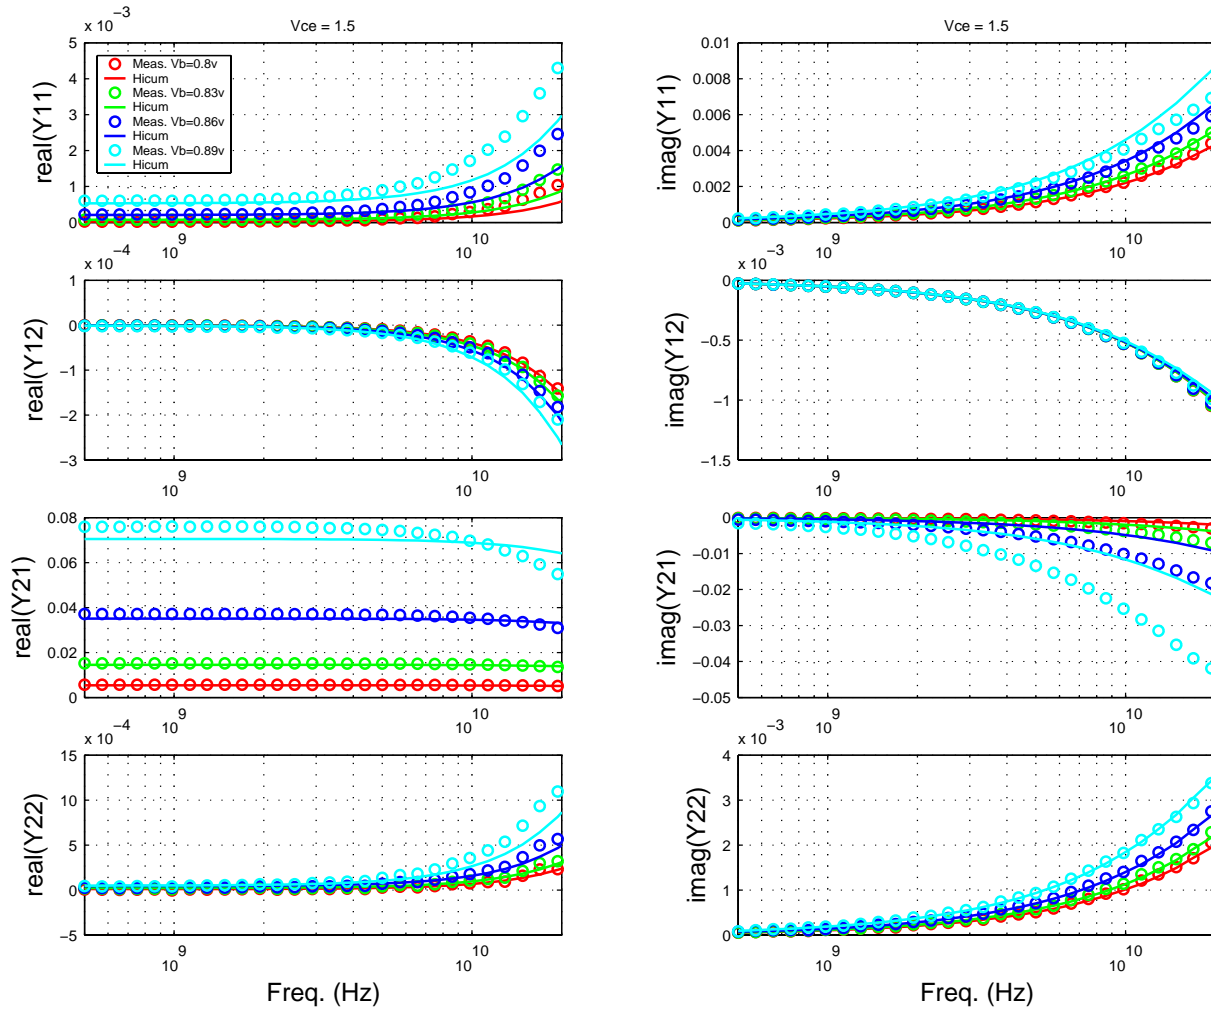 x 10^−3
Vce = 1.5
5
4
3
2
1
0
real(Y11)
Meas. Vb=0.8v
Hicum
Meas. Vb=0.83v
Hicum
Meas. Vb=0.86v
Hicum
Meas. Vb=0.89v
Hicum
10^9
10^10
Vce = 1.5
0.01
0.008
0.006
0.004
0.002
0
imag(Y11)
10^9
10^10
x 10^−4
1
0
−1
−2
−3
real(Y12)
10^9
10^10
x 10^−3
0
−0.5
−1
−1.5
imag(Y12)
10^9
10^10
0.08
0.06
0.04
0.02
0
real(Y21)
10^9
10^10
0
−0.01
−0.02
−0.03
−0.04
−0.05
imag(Y21)
10^9
10^10
x 10^−4
15
10
5
0
−5
real(Y22)
10^9
10^10
Freq. (Hz)
x 10^−3
4
3
2
1
0
imag(Y22)
10^9
10^10
Freq. (Hz)